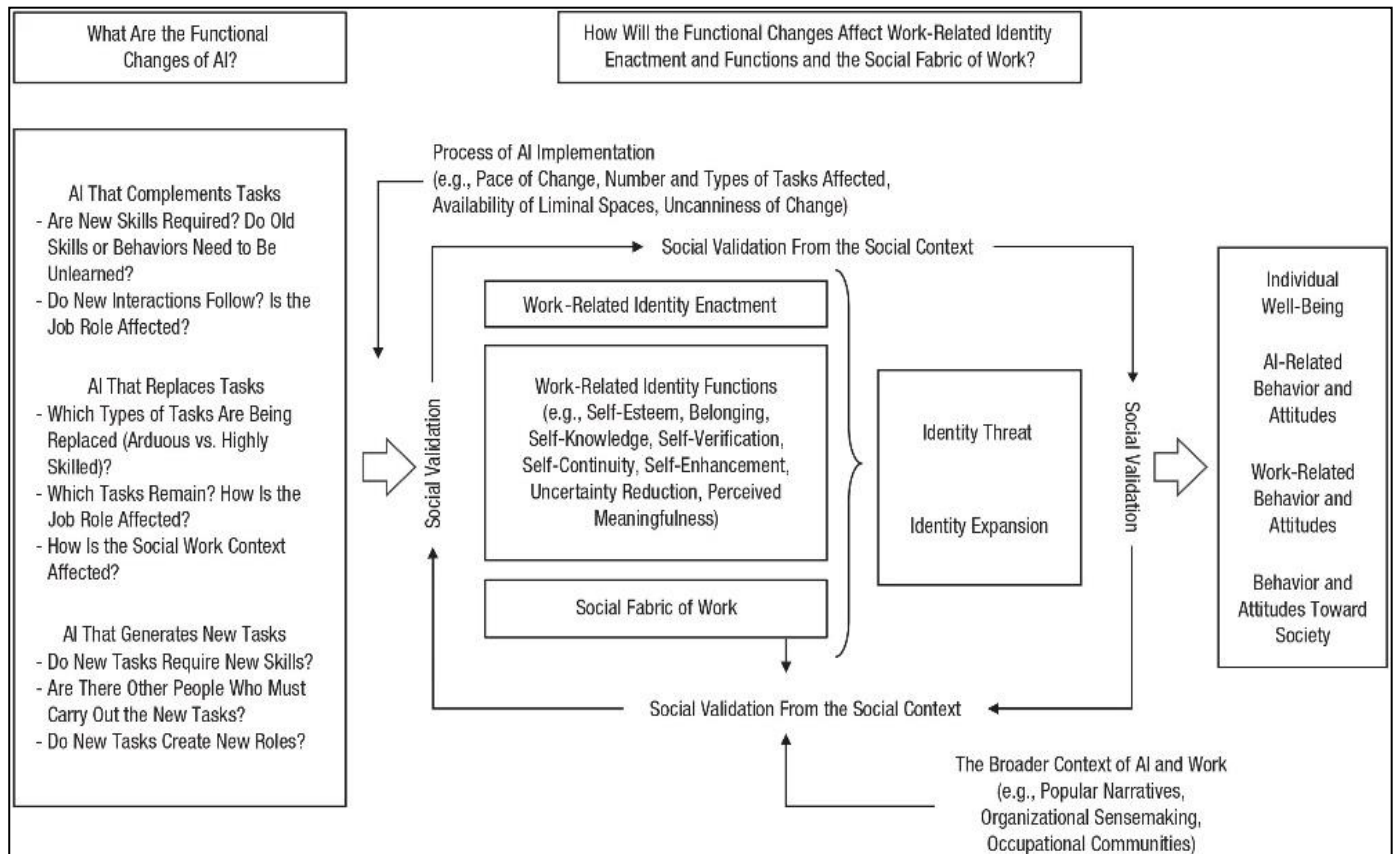 What Are the Functional
Changes of AI?
How Will the Functional Changes Affect Work-Related Identity
Enactment and Functions and the Social Fabric of Work?
AI That Complements Tasks
- Are New Skills Required? Do Old
Skills or Behaviors Need to Be
Unlearned?
- Do New Interactions Follow? Is the
Job Role Affected?
AI That Replaces Tasks
- Which Types of Tasks Are Being
Replaced (Arduous vs. Highly
Skilled)?
- Which Tasks Remain? How Is the
Job Role Affected?
- How Is the Social Work Context
Affected?
AI That Generates New Tasks
- Do New Tasks Require New Skills?
- Are There Other People Who Must
Carry Out the New Tasks?
- Do New Tasks Create New Roles?
Process of AI Implementation
(e.g., Pace of Change, Number and Types of Tasks Affected,
Availability of Liminal Spaces, Uncanniness of Change)
Social Validation From the Social Context
Social Validation
Work-Related Identity Enactment
Work-Related Identity Functions
(e.g., Self-Esteem, Belonging,
Self-Knowledge, Self-Verification,
Self-Continuity, Self-Enhancement,
Uncertainty Reduction, Perceived
Meaningfulness)
Social Fabric of Work
Identity Threat
Identity Expansion
Social Validation
Social Validation From the Social Context
The Broader Context of AI and Work
(e.g., Popular Narratives,
Organizational Sensemaking,
Occupational Communities)
Individual
Well-Being
AI-Related
Behavior and
Attitudes
Work-Related
Behavior and
Attitudes
Behavior and
Attitudes Toward
Society